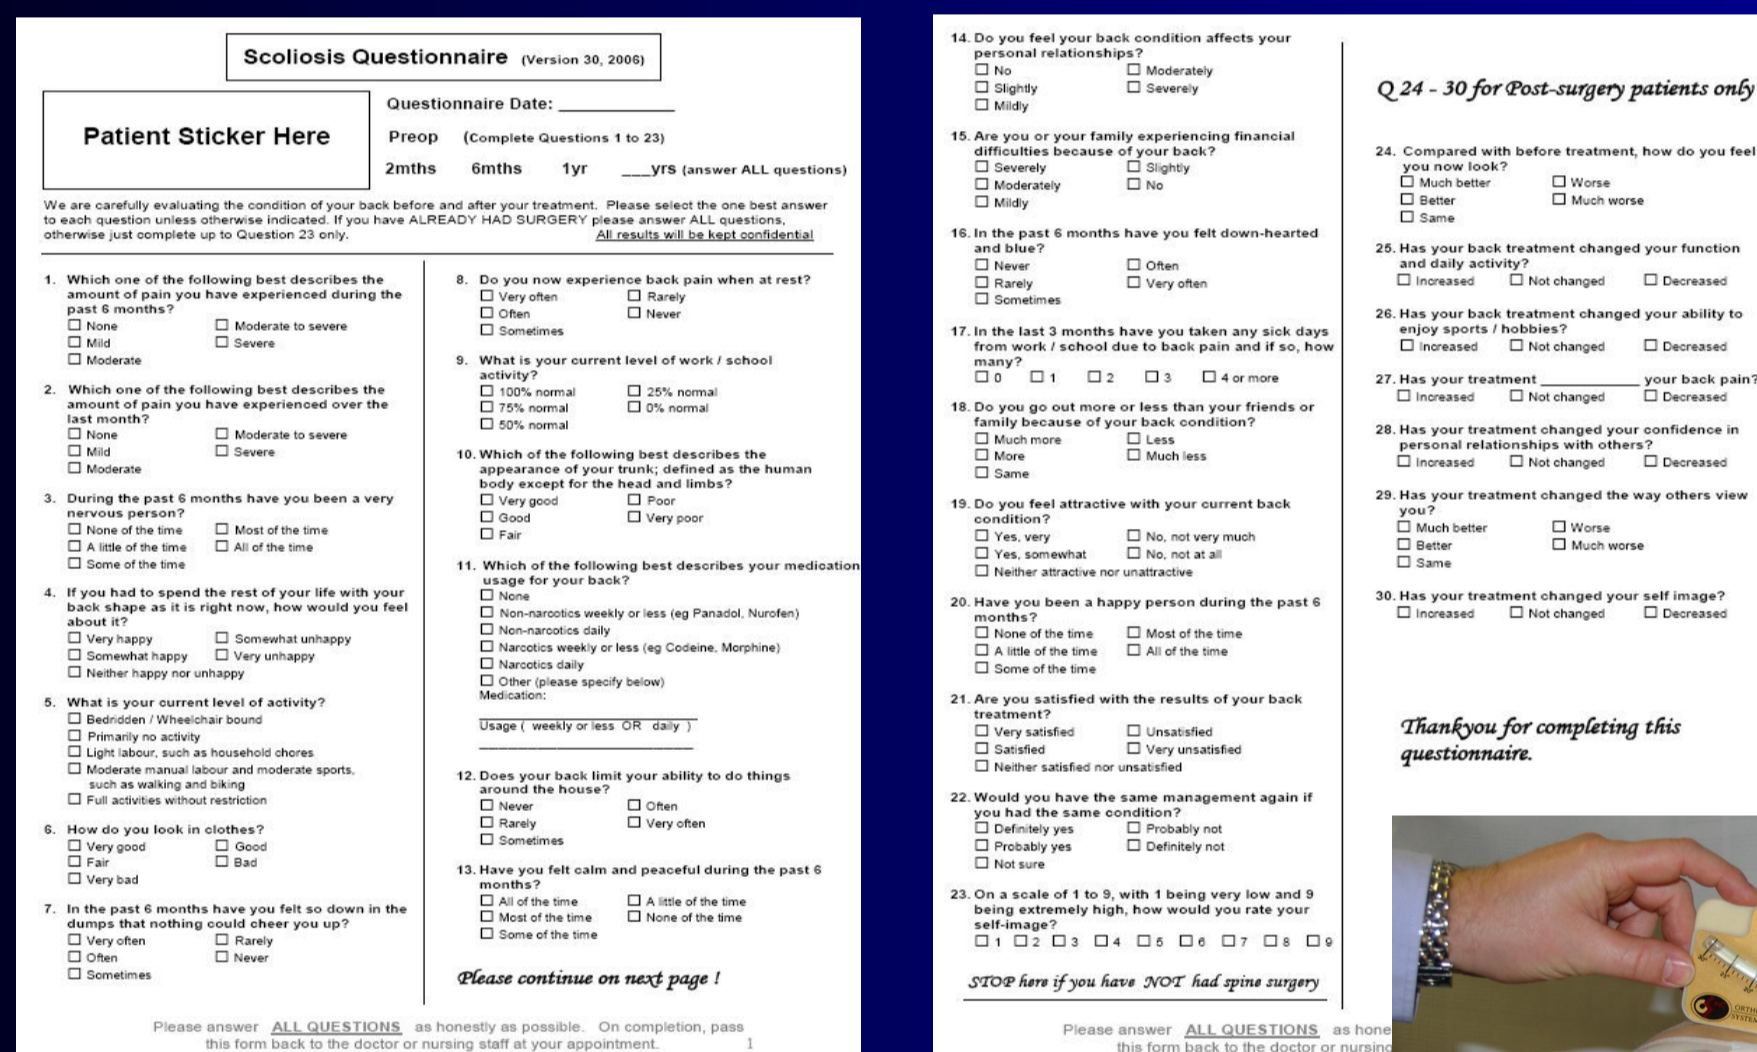 Scoliosis Questionnaire (Version 30, 2006)
Patient Sticker Here
Questionnaire Date: ____________
Preop (Complete Questions 1 to 23)
2mths 6mths 1yr ___yrs (answer ALL questions)
We are carefully evaluating the condition of your back before and after your treatment. Please select the one best answer
to each question unless otherwise indicated. If you have ALREADY HAD SURGERY please answer ALL questions,
otherwise just complete up to Question 23 only. All results will be kept confidential
1. Which one of the following best describes the
amount of pain you have experienced during the
past 6 months?
☐ None ☐ Moderate to severe
☐ Mild ☐ Severe
☐ Moderate
2. Which one of the following best describes the
amount of pain you have experienced over the
last month?
☐ None ☐ Moderate to severe
☐ Mild ☐ Severe
☐ Moderate
3. During the past 6 months have you been a very
nervous person?
☐ None of the time ☐ Most of the time
☐ A little of the time ☐ All of the time
☐ Some of the time
4. If you had to spend the rest of your life with your
back shape as it is right now, how would you feel
about it?
☐ Very happy ☐ Somewhat unhappy
☐ Somewhat happy ☐ Very unhappy
☐ Neither happy nor unhappy
5. What is your current level of activity?
☐ Bedridden / Wheelchair bound
☐ Primarily no activity
☐ Light labour, such as household chores
☐ Moderate manual labour and moderate sports,
such as walking and biking
☐ Full activities without restriction
6. How do you look in clothes?
☐ Very good ☐ Good
☐ Fair ☐ Bad
☐ Very bad
7. In the past 6 months have you felt so down in the
dumps that nothing could cheer you up?
☐ Very often ☐ Rarely
☐ Often ☐ Never
☐ Sometimes
8. Do you now experience back pain when at rest?
☐ Very often ☐ Rarely
☐ Often ☐ Never
☐ Sometimes
9. What is your current level of work / school
activity?
☐ 100% normal ☐ 25% normal
☐ 75% normal ☐ 0% normal
☐ 50% normal
10. Which of the following best describes the
appearance of your trunk; defined as the human
body except for the head and limbs?
☐ Very good ☐ Poor
☐ Good ☐ Very poor
☐ Fair
11. Which of the following best describes your medication
usage for your back?
☐ None
☐ Non-narcotics weekly or less (eg Panadol, Nurofen)
☐ Non-narcotics daily
☐ Narcotics weekly or less (eg Codeine, Morphine)
☐ Narcotics daily
☐ Other (please specify below)
Medication:
Usage ( weekly or less OR daily )
12. Does your back limit your ability to do things
around the house?
☐ Never ☐ Often
☐ Rarely ☐ Very often
☐ Sometimes
13. Have you felt calm and peaceful during the past 6
months?
☐ All of the time ☐ A little of the time
☐ Most of the time ☐ None of the time
☐ Some of the time
Please continue on next page !
Please answer ALL QUESTIONS as honestly as possible. On completion, pass
this form back to the doctor or nursing staff at your appointment. 1
14. Do you feel your back condition affects your
personal relationships?
☐ No ☐ Moderately
☐ Slightly ☐ Severely
☐ Mildly
15. Are you or your family experiencing financial
difficulties because of your back?
☐ Severely ☐ Slightly
☐ Moderately ☐ No
☐ Mildly
16. In the past 6 months have you felt down-hearted
and blue?
☐ Never ☐ Often
☐ Rarely ☐ Very often
☐ Sometimes
17. In the last 3 months have you taken any sick days
from work / school due to back pain and if so, how
many?
☐ 0 ☐ 1 ☐ 2 ☐ 3 ☐ 4 or more
18. Do you go out more or less than your friends or
family because of your back condition?
☐ Much more ☐ Less
☐ More ☐ Much less
☐ Same
19. Do you feel attractive with your current back
condition?
☐ Yes, very ☐ No, not very much
☐ Yes, somewhat ☐ No, not at all
☐ Neither attractive nor unattractive
20. Have you been a happy person during the past 6
months?
☐ None of the time ☐ Most of the time
☐ A little of the time ☐ All of the time
☐ Some of the time
21. Are you satisfied with the results of your back
treatment?
☐ Very satisfied ☐ Unsatisfied
☐ Satisfied ☐ Very unsatisfied
☐ Neither satisfied nor unsatisfied
22. Would you have the same management again if
you had the same condition?
☐ Definitely yes ☐ Probably not
☐ Probably yes ☐ Definitely not
☐ Not sure
23. On a scale of 1 to 9, with 1 being very low and 9
being extremely high, how would you rate your
self-image?
☐ 1 ☐ 2 ☐ 3 ☐ 4 ☐ 5 ☐ 6 ☐ 7 ☐ 8 ☐ 9
STOP here if you have NOT had spine surgery
Please answer ALL QUESTIONS as hone
this form back to the doctor or nursing
Q 24 - 30 for Post-surgery patients only
24. Compared with before treatment, how do you feel
you now look?
☐ Much better ☐ Worse
☐ Better ☐ Much worse
☐ Same
25. Has your back treatment changed your function
and daily activity?
☐ Increased ☐ Not changed ☐ Decreased
26. Has your back treatment changed your ability to
enjoy sports / hobbies?
☐ Increased ☐ Not changed ☐ Decreased
27. Has your treatment ____________ your back pain?
☐ Increased ☐ Not changed ☐ Decreased
28. Has your treatment changed your confidence in
personal relationships with others?
☐ Increased ☐ Not changed ☐ Decreased
29. Has your treatment changed the way others view
you?
☐ Much better ☐ Worse
☐ Better ☐ Much worse
☐ Same
30. Has your treatment changed your self image?
☐ Increased ☐ Not changed ☐ Decreased
Thankyou for completing this
questionnaire.